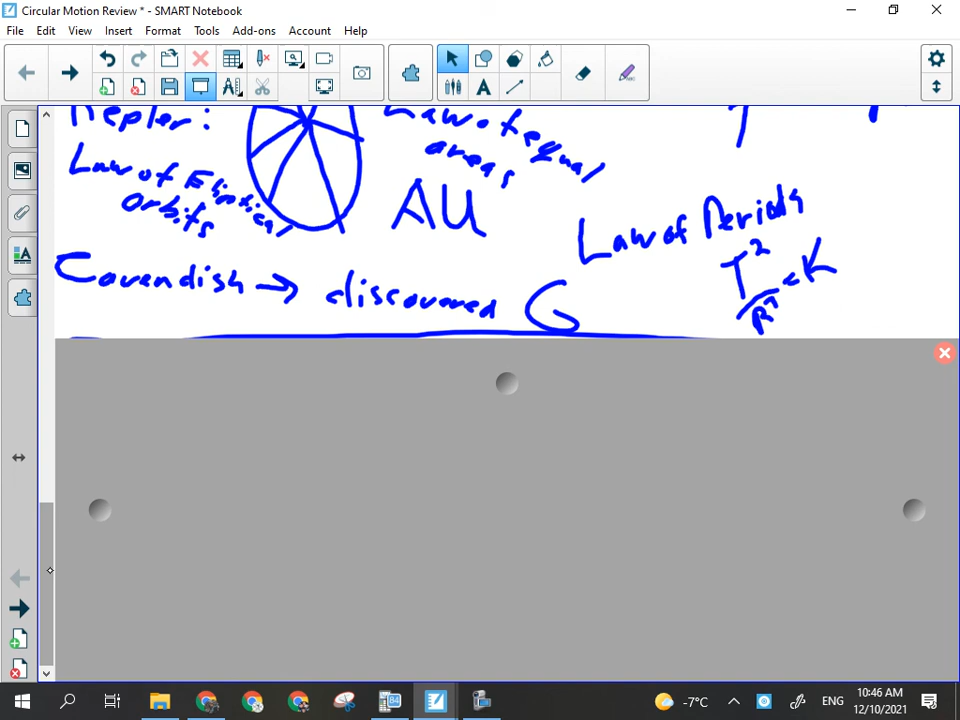 Circular Motion Review * - SMART Notebook
File Edit View Insert Format Tools Add-ons Account Help
Kepler: Law of equal
areas
Law of Eliptical
Orbits
AU
Law of Periods
T²
Cavendish → discovered G
= K
R³
-7°C ENG 10:46 AM
12/10/2021